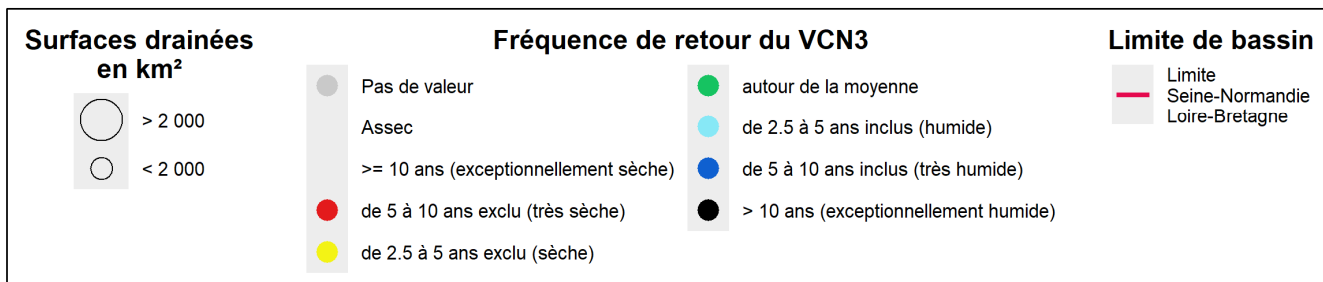 Surfaces drainées
en km²
> 2 000
< 2 000
Fréquence de retour du VCN3
Pas de valeur
Assec
>= 10 ans (exceptionnellement sèche)
de 5 à 10 ans exclu (très sèche)
de 2.5 à 5 ans exclu (sèche)
autour de la moyenne
de 2.5 à 5 ans inclus (humide)
de 5 à 10 ans inclus (très humide)
> 10 ans (exceptionnellement humide)
Limite de bassin
Limite
Seine-Normandie
Loire-Bretagne